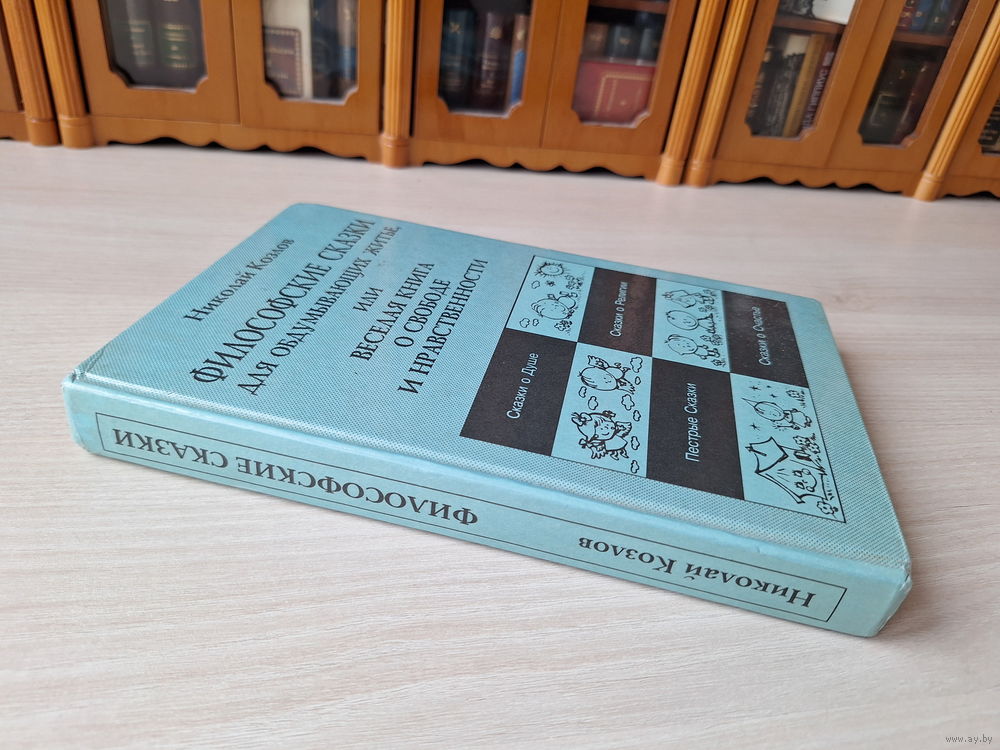 Николай Козлов
ФИЛОСОФСКИЕ СКАЗКИ
ДЛЯ ОБДУМЫВАЮЩИХ ЖИТЬЕ,
ИЛИ
ВЕСЕЛАЯ КНИГА
О СВОБОДЕ
И НРАВСТВЕННОСТИ
Сказки о Религии
Сказки о Душе
Сказки о Счастье
Пестрые Сказки
Николай Козлов
ФИЛОСОФСКИЕ СКАЗКИ
www.ay.by